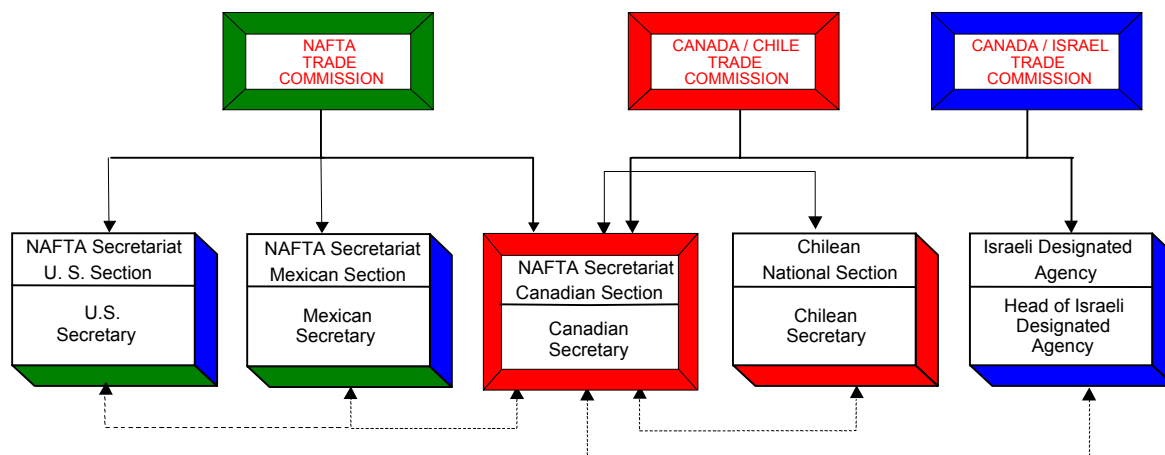 NAFTA
TRADE
COMMISSION
CANADA / CHILE
TRADE
COMMISSION
CANADA / ISRAEL
TRADE
COMMISSION
NAFTA Secretariat
U. S. Section
U.S.
Secretary
NAFTA Secretariat
Mexican Section
Mexican
Secretary
NAFTA Secretariat
Canadian Section
Canadian
Secretary
Chilean
National Section
Chilean
Secretary
Israeli Designated
Agency
Head of Israeli
Designated
Agency